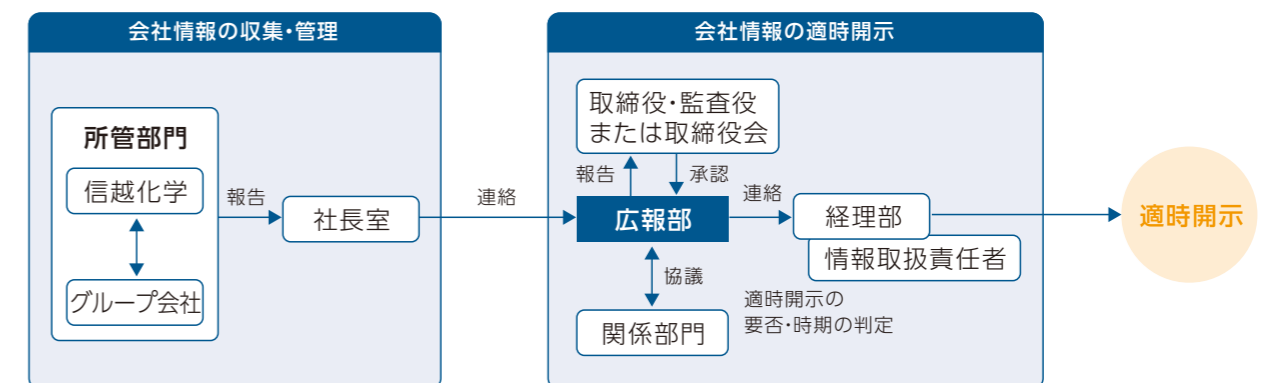 会社情報の収集・管理
所管部門
信越化学
グループ会社
報告
社長室
連絡
会社情報の適時開示
取締役・監査役
または取締役会
報告
承認
広報部
連絡
経理部
情報取扱責任者
協議
関係部門
適時開示の
要否・時期の判定
適時開示